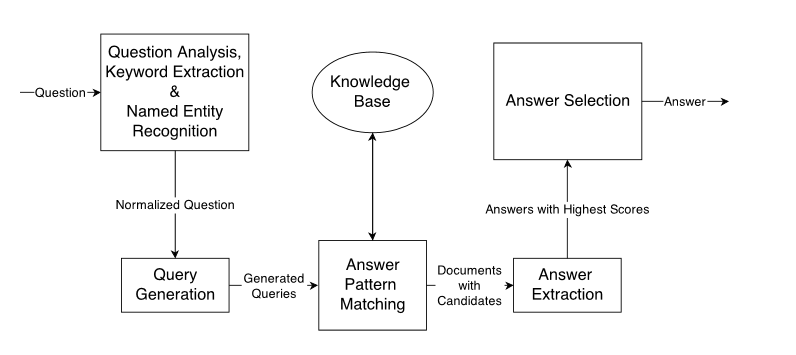 Question
Question Analysis,
Keyword Extraction
&
Named Entity
Recognition
Knowledge
Base
Answer Selection
Answer
Normalized Question
Answers with Highest Scores
Query
Generation
Generated
Queries
Answer
Pattern
Matching
Documents
with
Candidates
Answer
Extraction